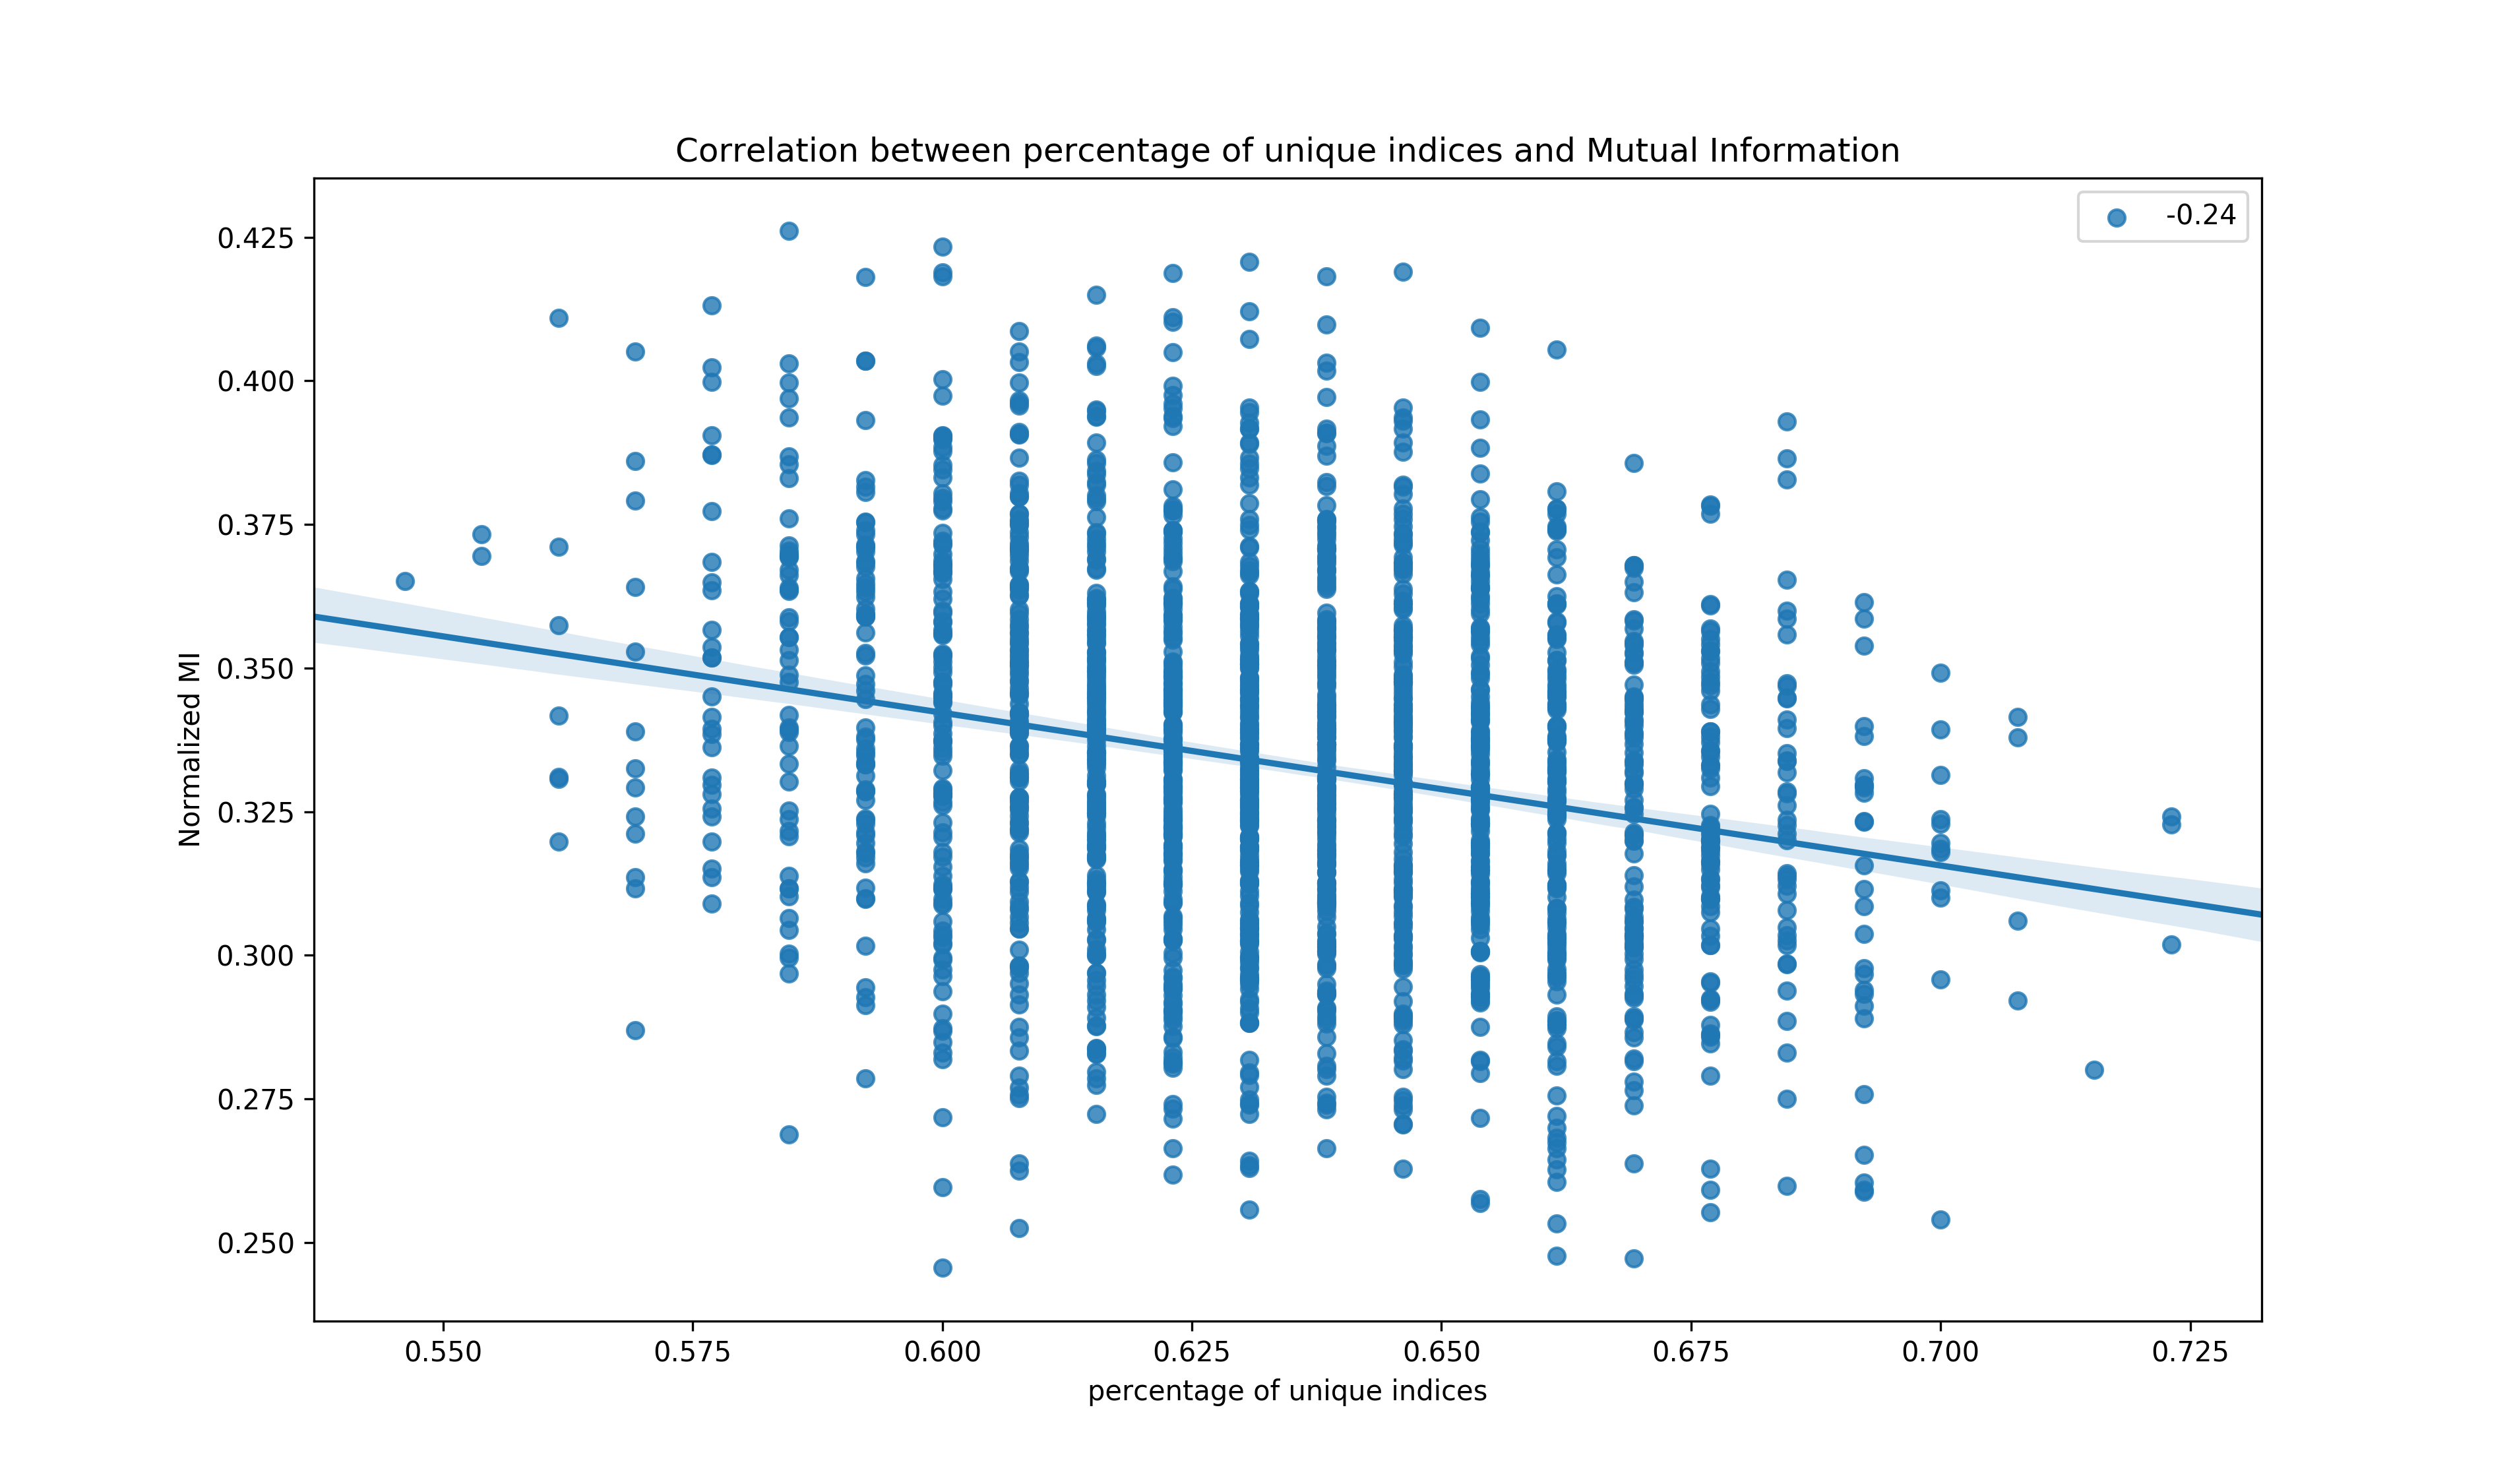 Correlation between percentage of unique indices and Mutual Information
-0.24
0.425
0.400
0.375
0.350
0.325
0.300
0.275
0.250
Normalized MI
0.550 0.575 0.600 0.625 0.650 0.675 0.700 0.725
percentage of unique indices